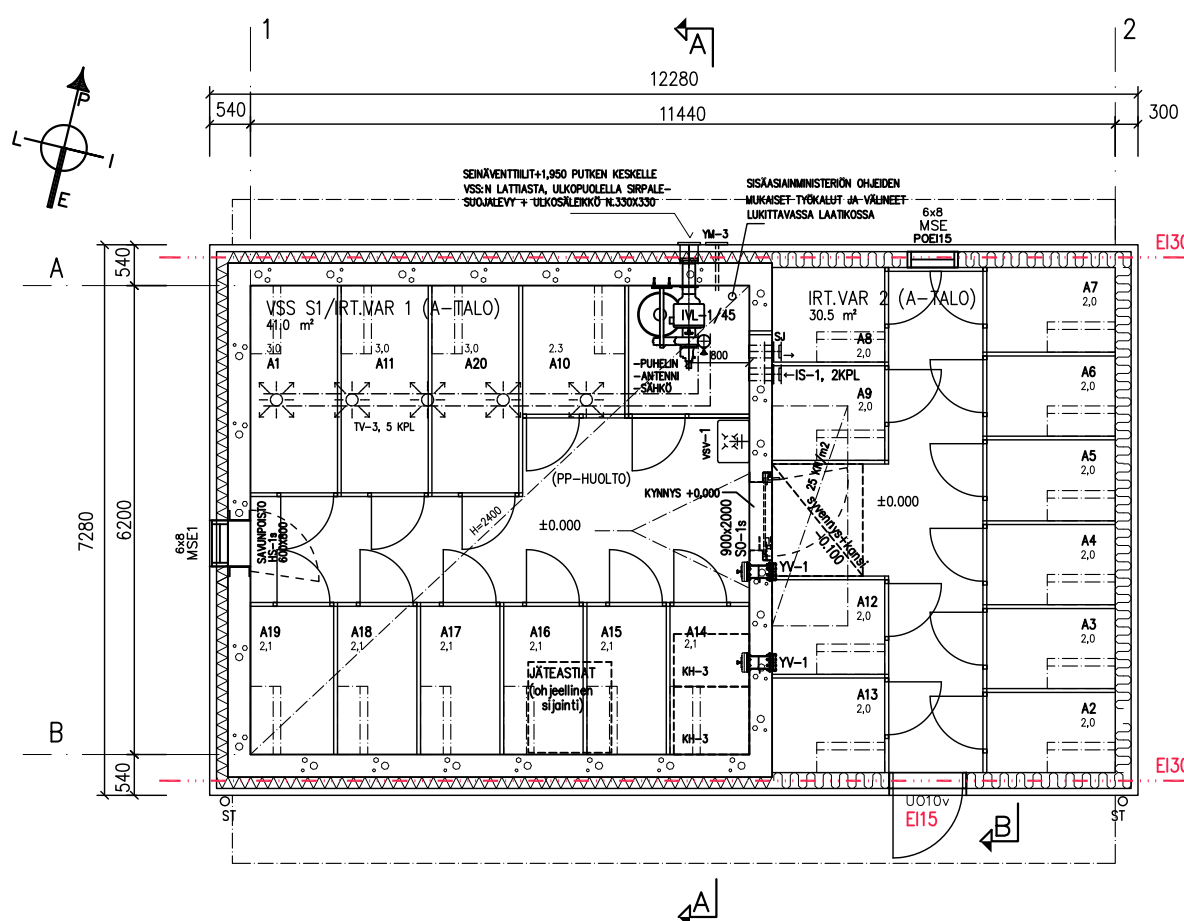 1
2
A
12280
540
11440
300
P
L
I
E
SEINÄVENTTIILIT+1,950 PUTKEN KESKELLE
VSS:N LATTIASTA, ULKOPUOLELLA SIRPALE-
SUOJALEVY + ULKOSÄLEIKKÖ N.330X330
SISÄASIAINMINISTERIÖN OHJEIDEN
MUKAISET TYÖKALUT JA VÄLINEET
LUKITTAVASSA LAATIKOSSA
YM-3
6x8
MSE
POEI15
EI30
A
540
VSS S1/IRT.VAR 1 (A-TALO)
41.0 m²
IVL-1/45
IRT.VAR 2 (A-TALO)
30.5 m²
A7
2,0
3,0
A1
3,0
A11
3,0
A20
2.3
A10
-PUHELIN
-ANTENNI
-SÄHKÖ
800
SJ
←IS-1, 2KPL
A8
2,0
A6
2,0
A9
2,0
TV-3, 5 KPL
VSV-1
A5
2,0
(PP-HUOLTO)
KYNNYS +0,000
25 KN/m2
H=2400
±0.000
±0.000
7280
6200
6x8
MSE1
SAVUNPOISTO
HS-1s
600x800
900x2000
SO-1s
syvennys+kansi
-0.100
A4
2,0
YV-1
A19
2,1
A18
2,1
A17
2,1
A16
2,1
A15
2,1
A14
2,1
A12
2,0
A3
2,0
JÄTEASTIAT
(ohjeellinen
sijainti)
KH-3
YV-1
KH-3
A13
2,0
A2
2,0
B
540
EI30
ST
UO10v
EI15
ST
B
A